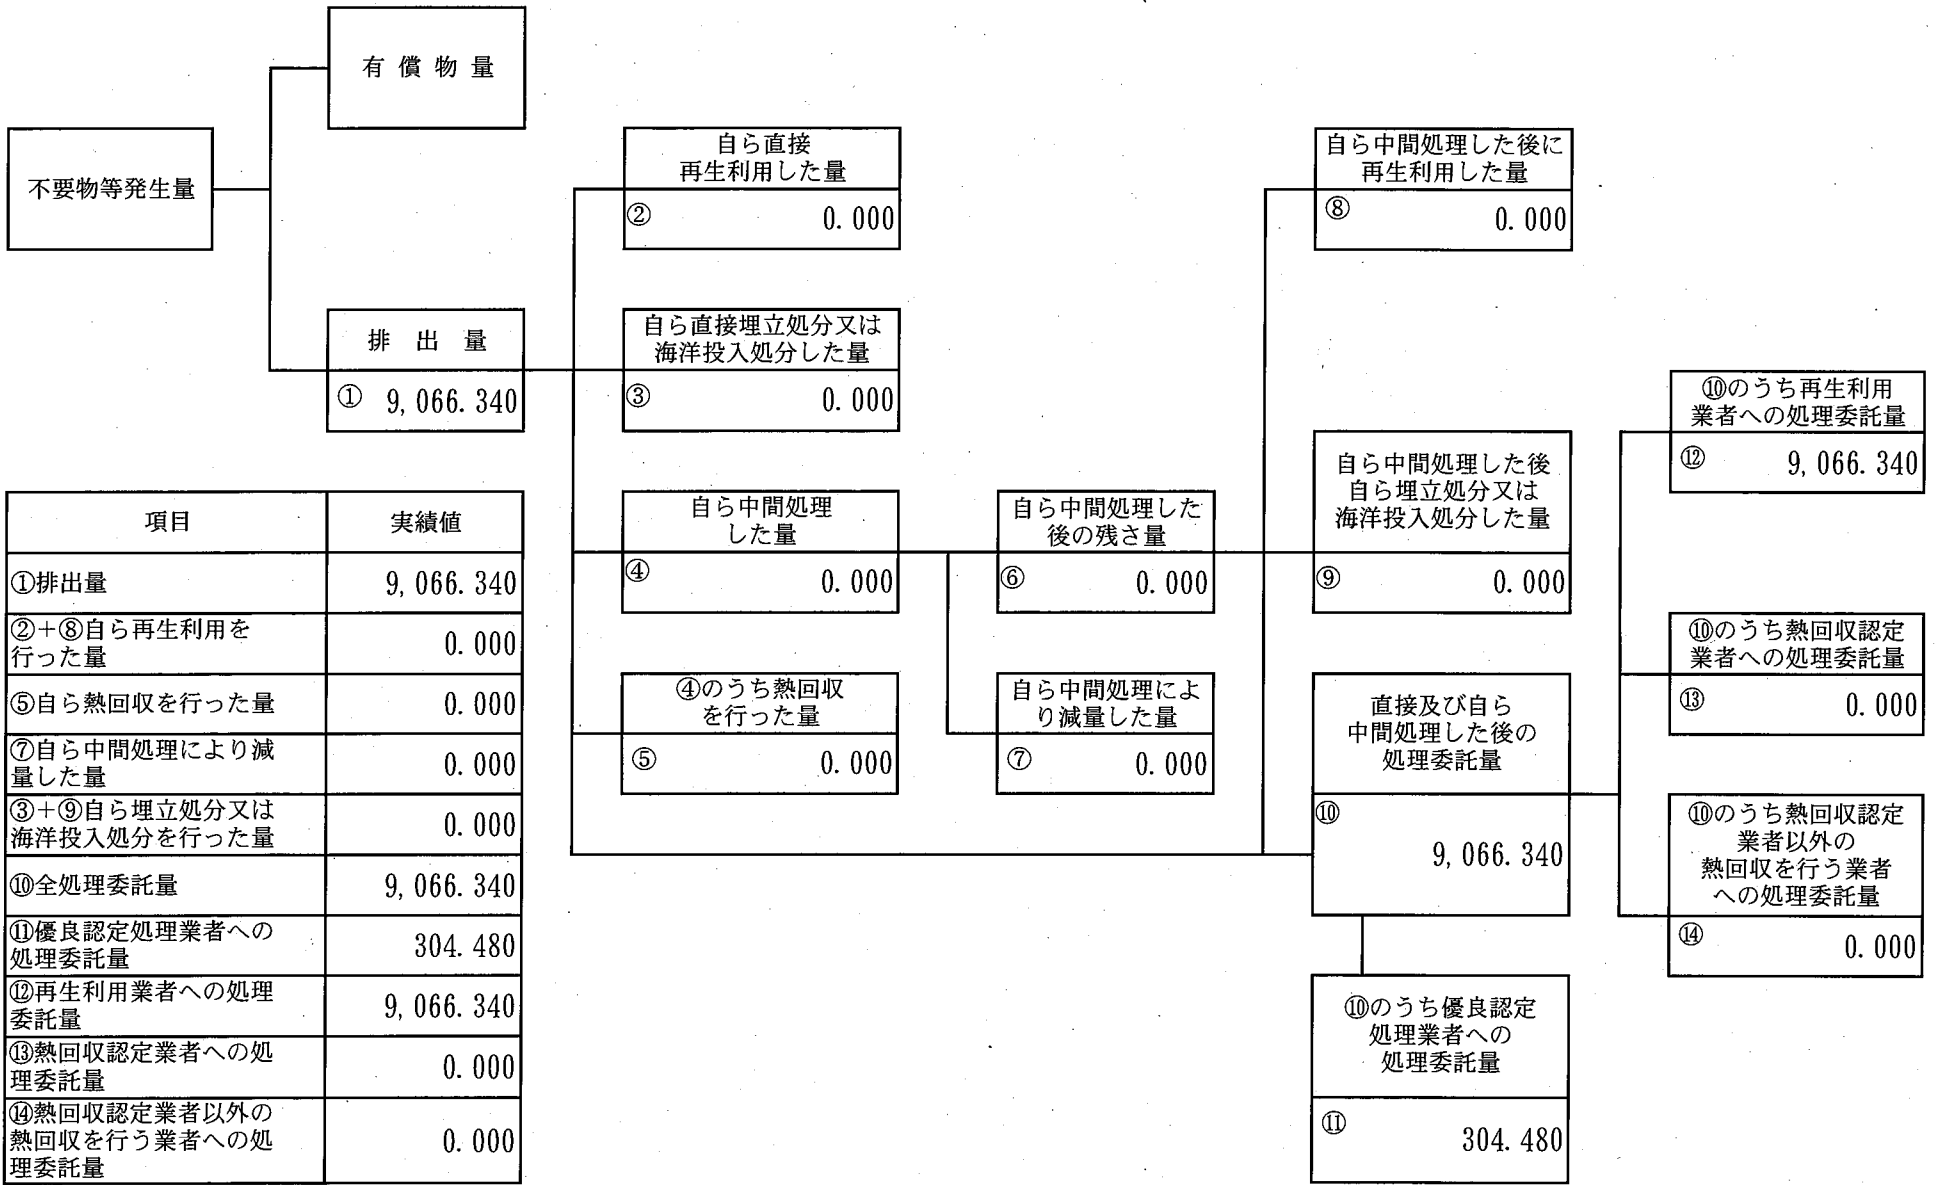 有償物量
不要物等発生量
排出量
① 9,066.340
自ら直接
再生利用した量
② 0.000
自ら直接埋立処分又は
海洋投入処分した量
③ 0.000
自ら中間処理
した量
④ 0.000
④のうち熱回収
を行った量
⑤ 0.000
自ら中間処理した
後の残さ量
⑥ 0.000
自ら中間処理によ
り減量した量
⑦ 0.000
自ら中間処理した後に
再生利用した量
⑧ 0.000
自ら中間処理した後
自ら埋立処分又は
海洋投入処分した量
⑨ 0.000
直接及び自ら
中間処理した後の
処理委託量
⑩
9,066.340
⑩のうち優良認定
処理業者への
処理委託量
⑪
304.480
⑩のうち再生利用
業者への処理委託量
⑫ 9,066.340
⑩のうち熱回収認定
業者への処理委託量
⑬ 0.000
⑩のうち熱回収認定
業者以外の
熱回収を行う業者
への処理委託量
⑭ 0.000
項目 実績値
①排出量 9,066.340
②+⑧自ら再生利用を
行った量 0.000
⑤自ら熱回収を行った量 0.000
⑦自ら中間処理により減
量した量 0.000
③+⑨自ら埋立処分又は
海洋投入処分を行った量 0.000
⑩全処理委託量 9,066.340
⑪優良認定処理業者への
処理委託量 304.480
⑫再生利用業者への処理
委託量 9,066.340
⑬熱回収認定業者への処
理委託量 0.000
⑭熱回収認定業者以外の
熱回収を行う業者への処
理委託量 0.000